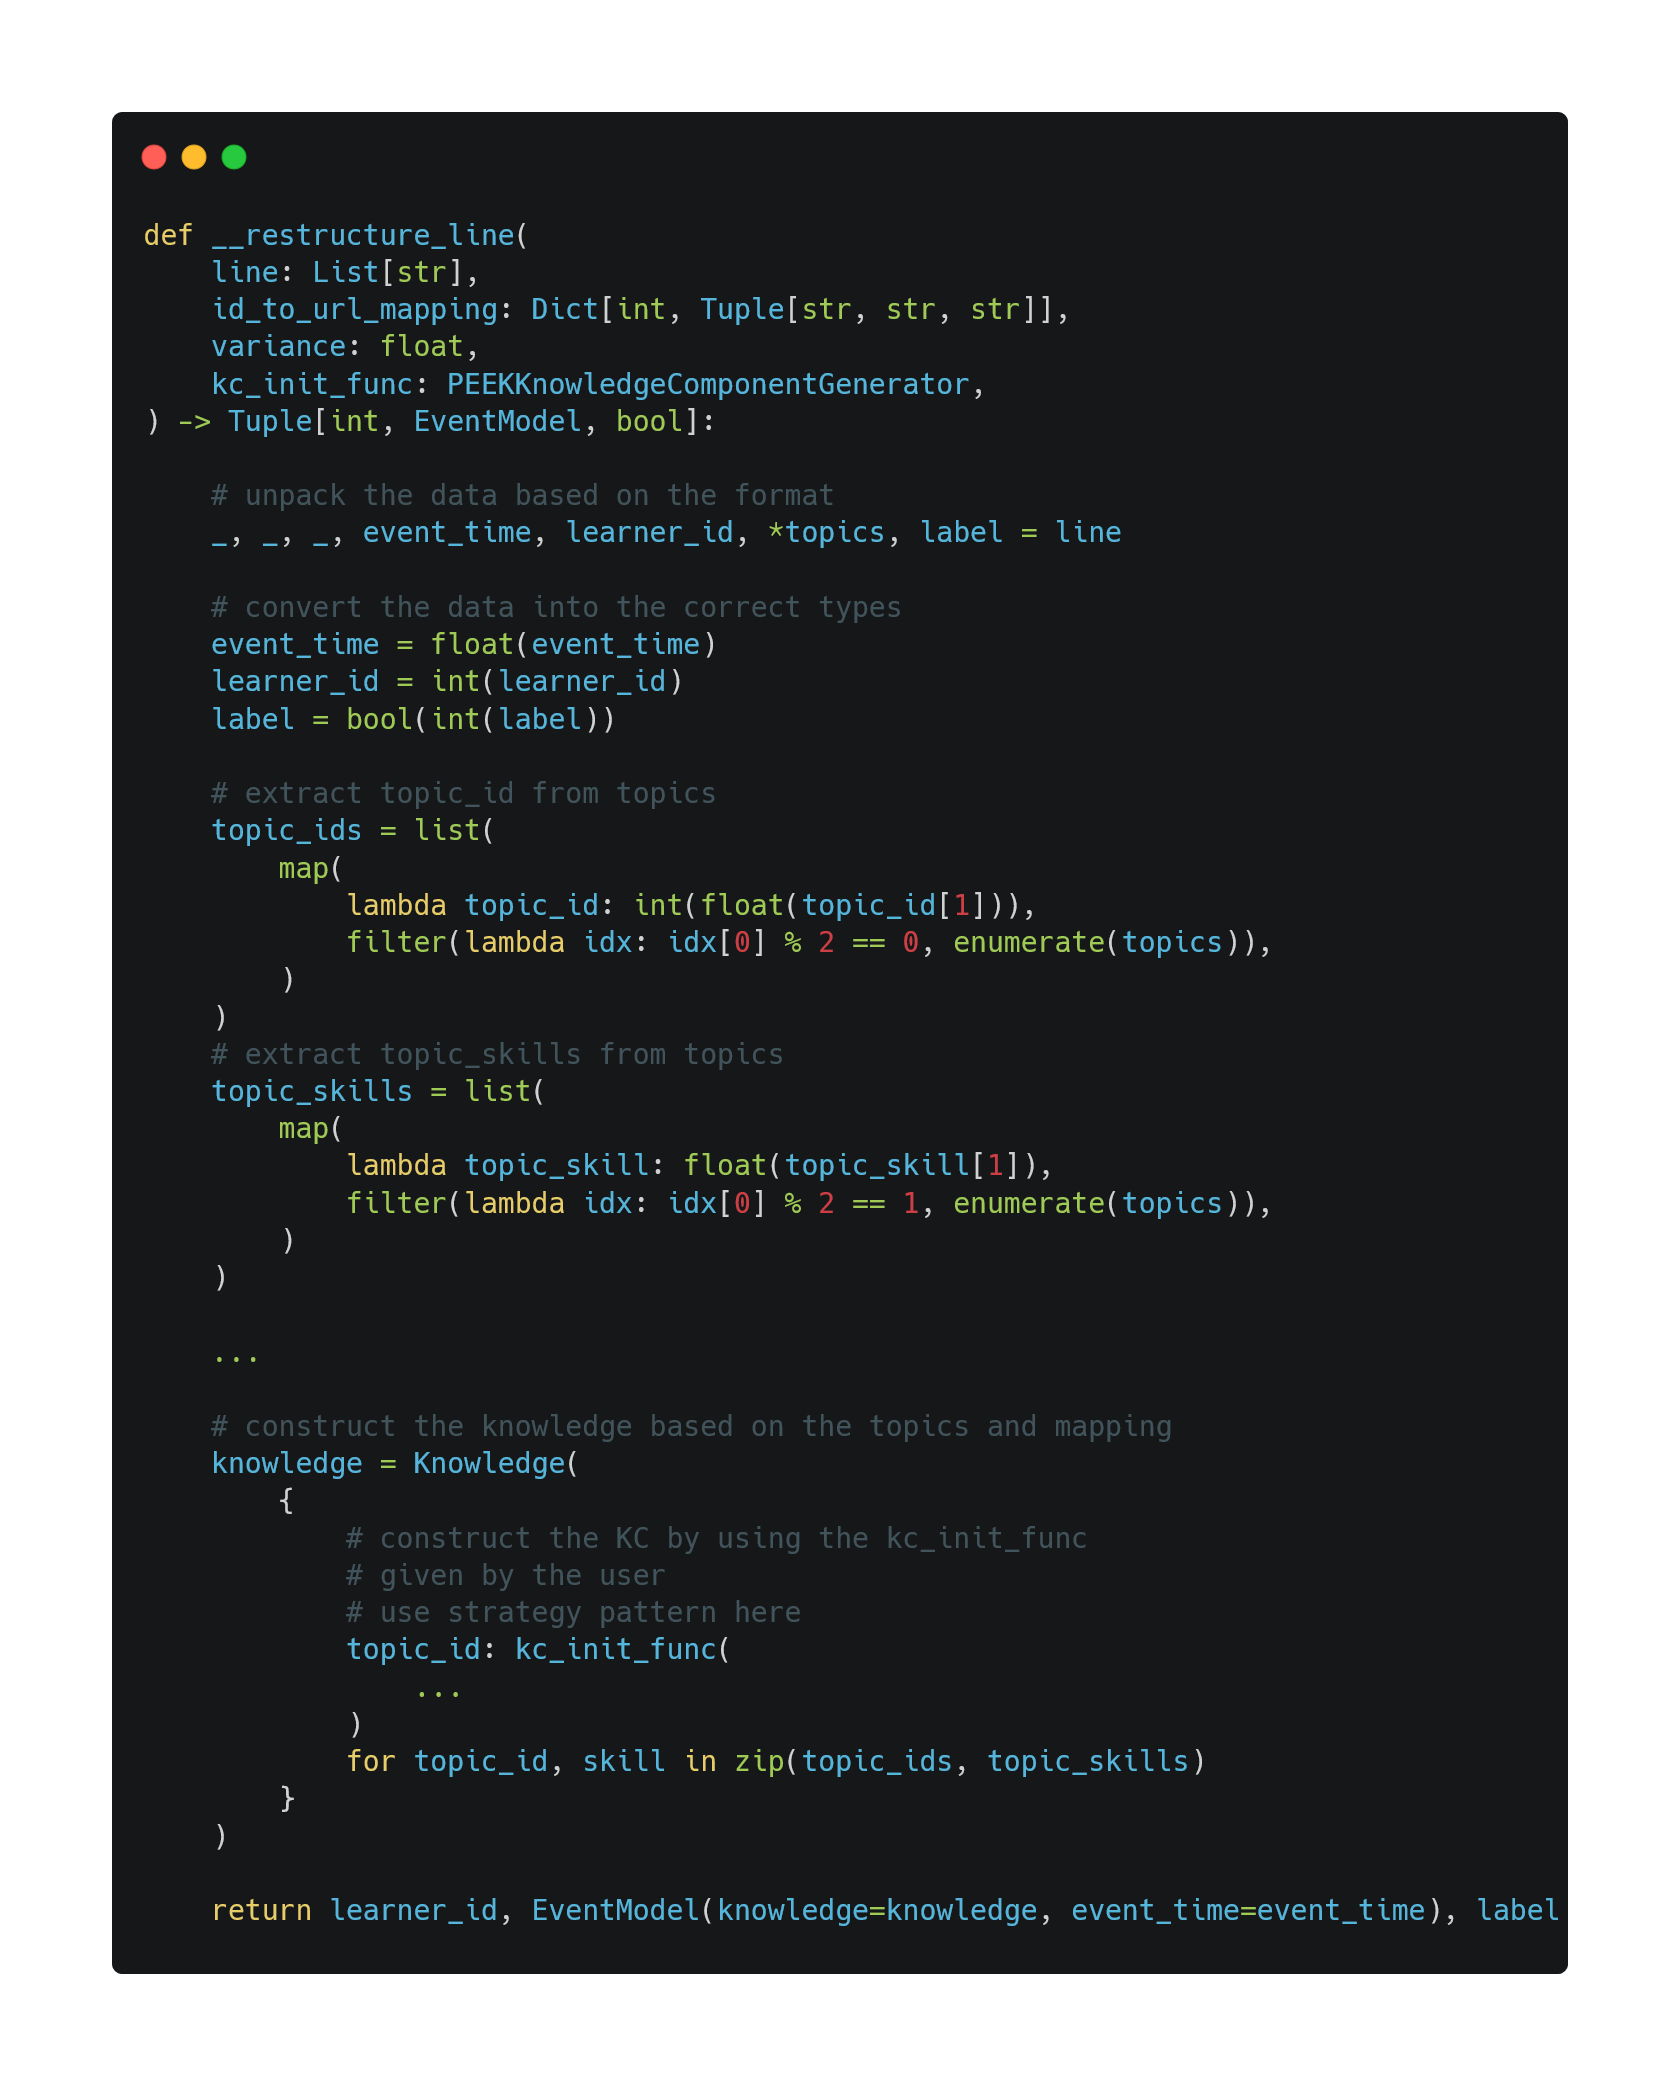 def __restructure_line(
    line: List[str],
    id_to_url_mapping: Dict[int, Tuple[str, str, str]],
    variance: float,
    kc_init_func: PEEKKnowledgeComponentGenerator,
) -> Tuple[int, EventModel, bool]:

    # unpack the data based on the format
    _, _, _, event_time, learner_id, *topics, label = line

    # convert the data into the correct types
    event_time = float(event_time)
    learner_id = int(learner_id)
    label = bool(int(label))

    # extract topic_id from topics
    topic_ids = list(
        map(
            lambda topic_id: int(float(topic_id[1])),
            filter(lambda idx: idx[0] % 2 == 0, enumerate(topics)),
        )
    )
    # extract topic_skills from topics
    topic_skills = list(
        map(
            lambda topic_skill: float(topic_skill[1]),
            filter(lambda idx: idx[0] % 2 == 1, enumerate(topics)),
        )
    )

    ...

    # construct the knowledge based on the topics and mapping
    knowledge = Knowledge(
        {
            # construct the KC by using the kc_init_func
            # given by the user
            # use strategy pattern here
            topic_id: kc_init_func(
                ...
            )
            for topic_id, skill in zip(topic_ids, topic_skills)
        }
    )

    return learner_id, EventModel(knowledge=knowledge, event_time=event_time), label